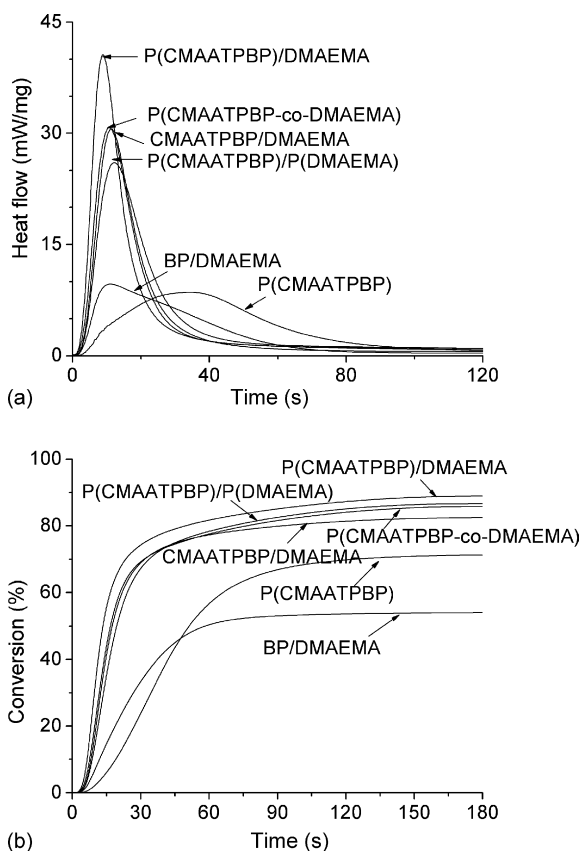 45
30
15
0
Heat flow (mW/mg)
P(CMAATPBP)/DMAEMA
P(CMAATPBP-co-DMAEMA)
CMAATPBP/DMAEMA
P(CMAATPBP)/P(DMAEMA)
BP/DMAEMA
P(CMAATPBP)
0 40 80 120
(a) Time (s)
100
80
60
40
20
0
Conversion (%)
P(CMAATPBP)/DMAEMA
P(CMAATPBP)/P(DMAEMA)
P(CMAATPBP-co-DMAEMA)
CMAATPBP/DMAEMA
P(CMAATPBP)
BP/DMAEMA
0 30 60 90 120 150 180
(b) Time (s)